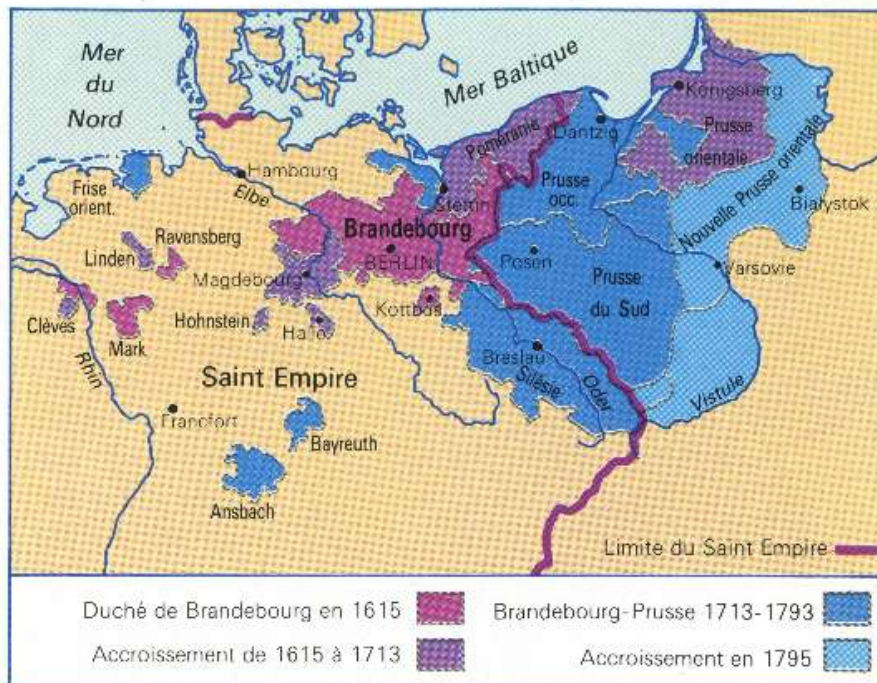 Mer
du
Nord
Mer Baltique
Königsberg
Dantzig
Prusse
orientale
Poméranie
Hambourg
Elbe
Frise
orient.
Stettin
Prusse
occ.
Nouvelle Prusse orientale
Białystok
Brandebourg
BERLIN
Ravensberg
Linden
Magdebourg
Posen
Varsovie
Prusse
du Sud
Clèves
Mark
Hohnstein
Halle
Kottbus
Rhin
Saint Empire
Breslau
Silésie
Oder
Vistule
Francfort
Bayreuth
Ansbach
Limite du Saint Empire
Duché de Brandebourg en 1615
Brandebourg-Prusse 1713-1793
Accroissement de 1615 à 1713
Accroissement en 1795